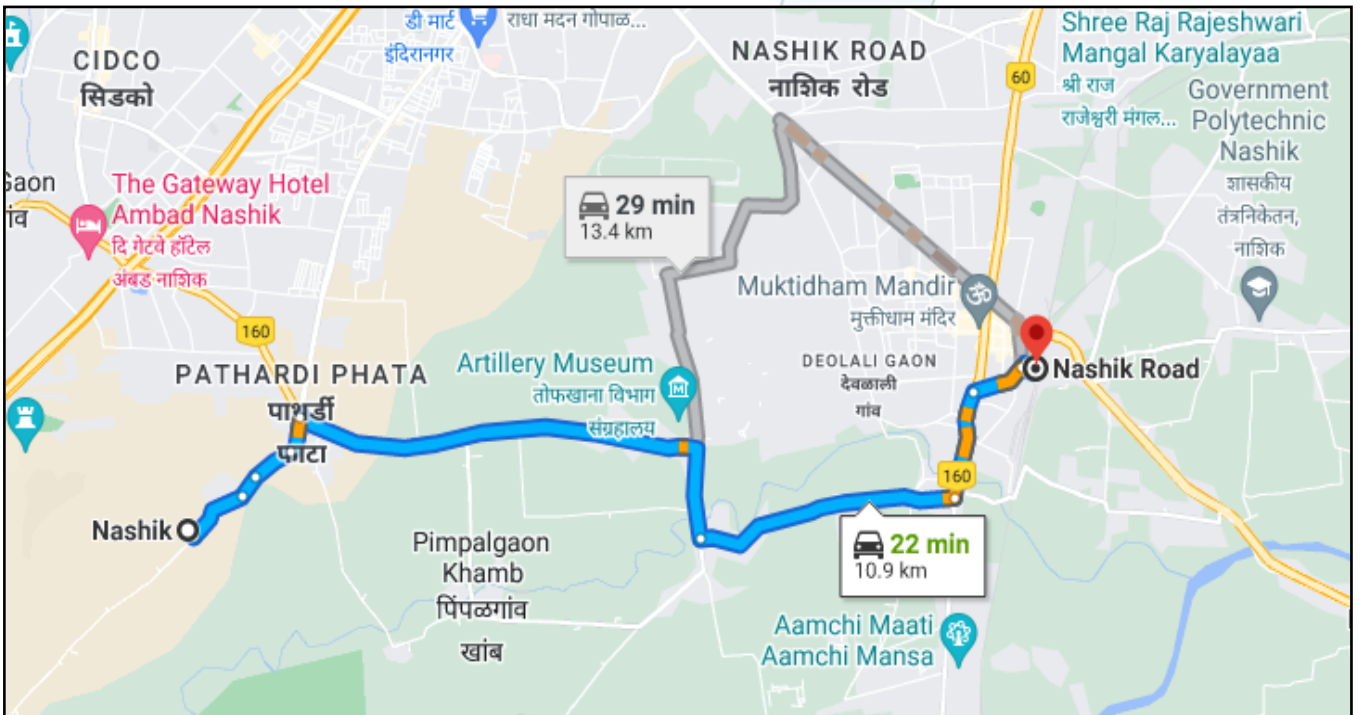 CIDCO
सिडको
डी मार्ट
इंदिरानगर
राधा मदन गोपाळ...
NASHIK ROAD
नाशिक रोड
60
Shree Raj Rajeshwari
Mangal Karyalayaa
श्री राज
राजेश्वरी मंगल...
Government
Polytechnic
Nashik
शासकीय
तंत्रनिकेतन,
नाशिक
Gaon
गांव
The Gateway Hotel
Ambad Nashik
दि गेटवे हॉटेल
अंबड नाशिक
29 min
13.4 km
Muktidham Mandir
मुक्तीधाम मंदिर
160
PATHARDI PHATA
पाथर्डी
फाटा
Artillery Museum
तोफखाना विभाग
संग्रहालय
DEOLALI GAON
देवळाली
गांव
Nashik Road
160
Nashik
Pimpalgaon
Khamb
पिंपळगांव
खांब
22 min
10.9 km
Aamchi Maati
Aamchi Mansa